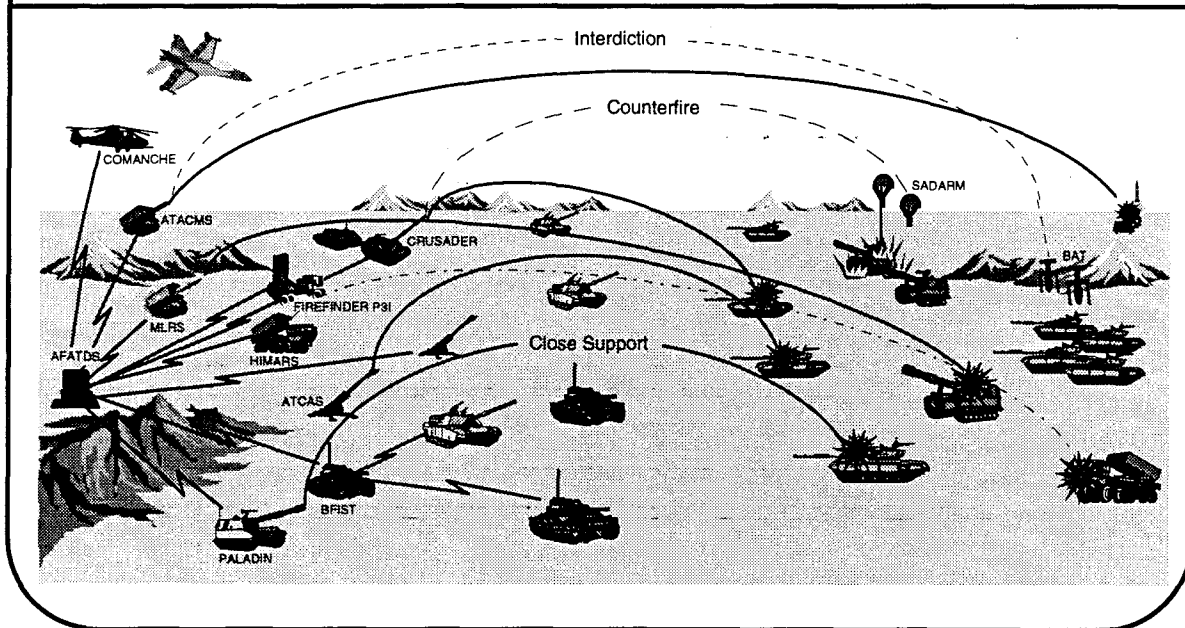 Interdiction
Counterfire
COMANCHE
SADARM
ATACMS
CRUSADER
BAT
FIREFINDER P3I
MLRS
AFATDS
HIMARS
Close Support
ATCAS
BFIST
PALADIN